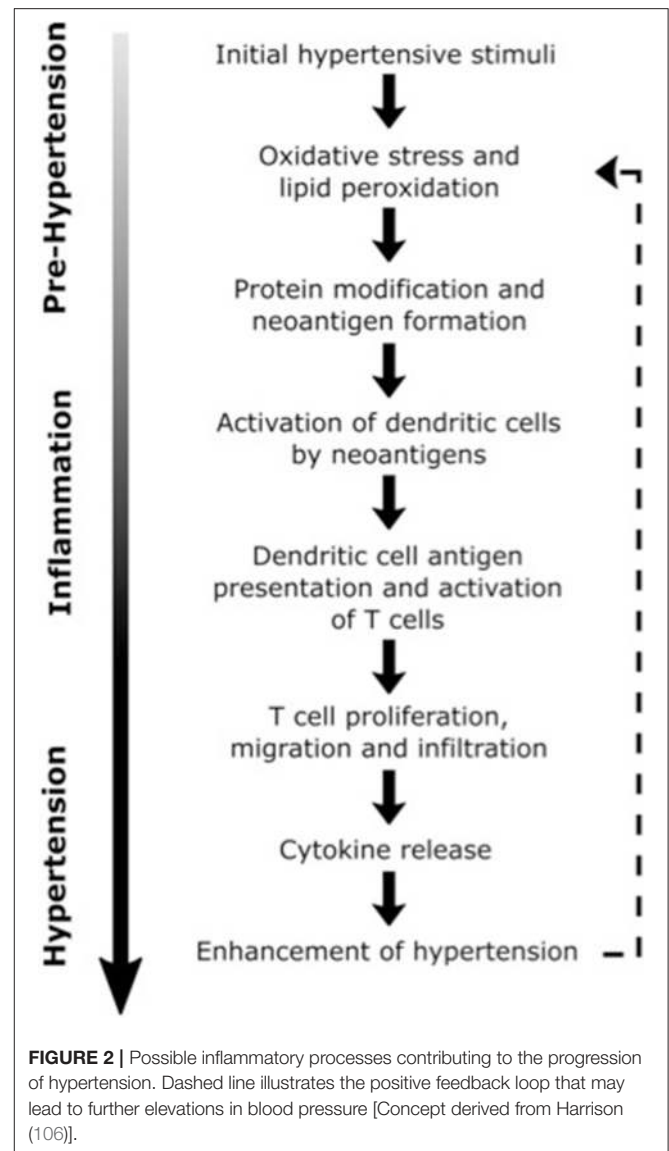 Pre-Hypertension
Inflammation
Hypertension
Initial hypertensive stimuli
Oxidative stress and
lipid peroxidation
Protein modification and
neoantigen formation
Activation of dendritic cells
by neoantigens
Dendritic cell antigen
presentation and activation
of T cells
T cell proliferation,
migration and infiltration
Cytokine release
Enhancement of hypertension
FIGURE 2 | Possible inflammatory processes contributing to the progression
of hypertension. Dashed line illustrates the positive feedback loop that may
lead to further elevations in blood pressure [Concept derived from Harrison
(106)].